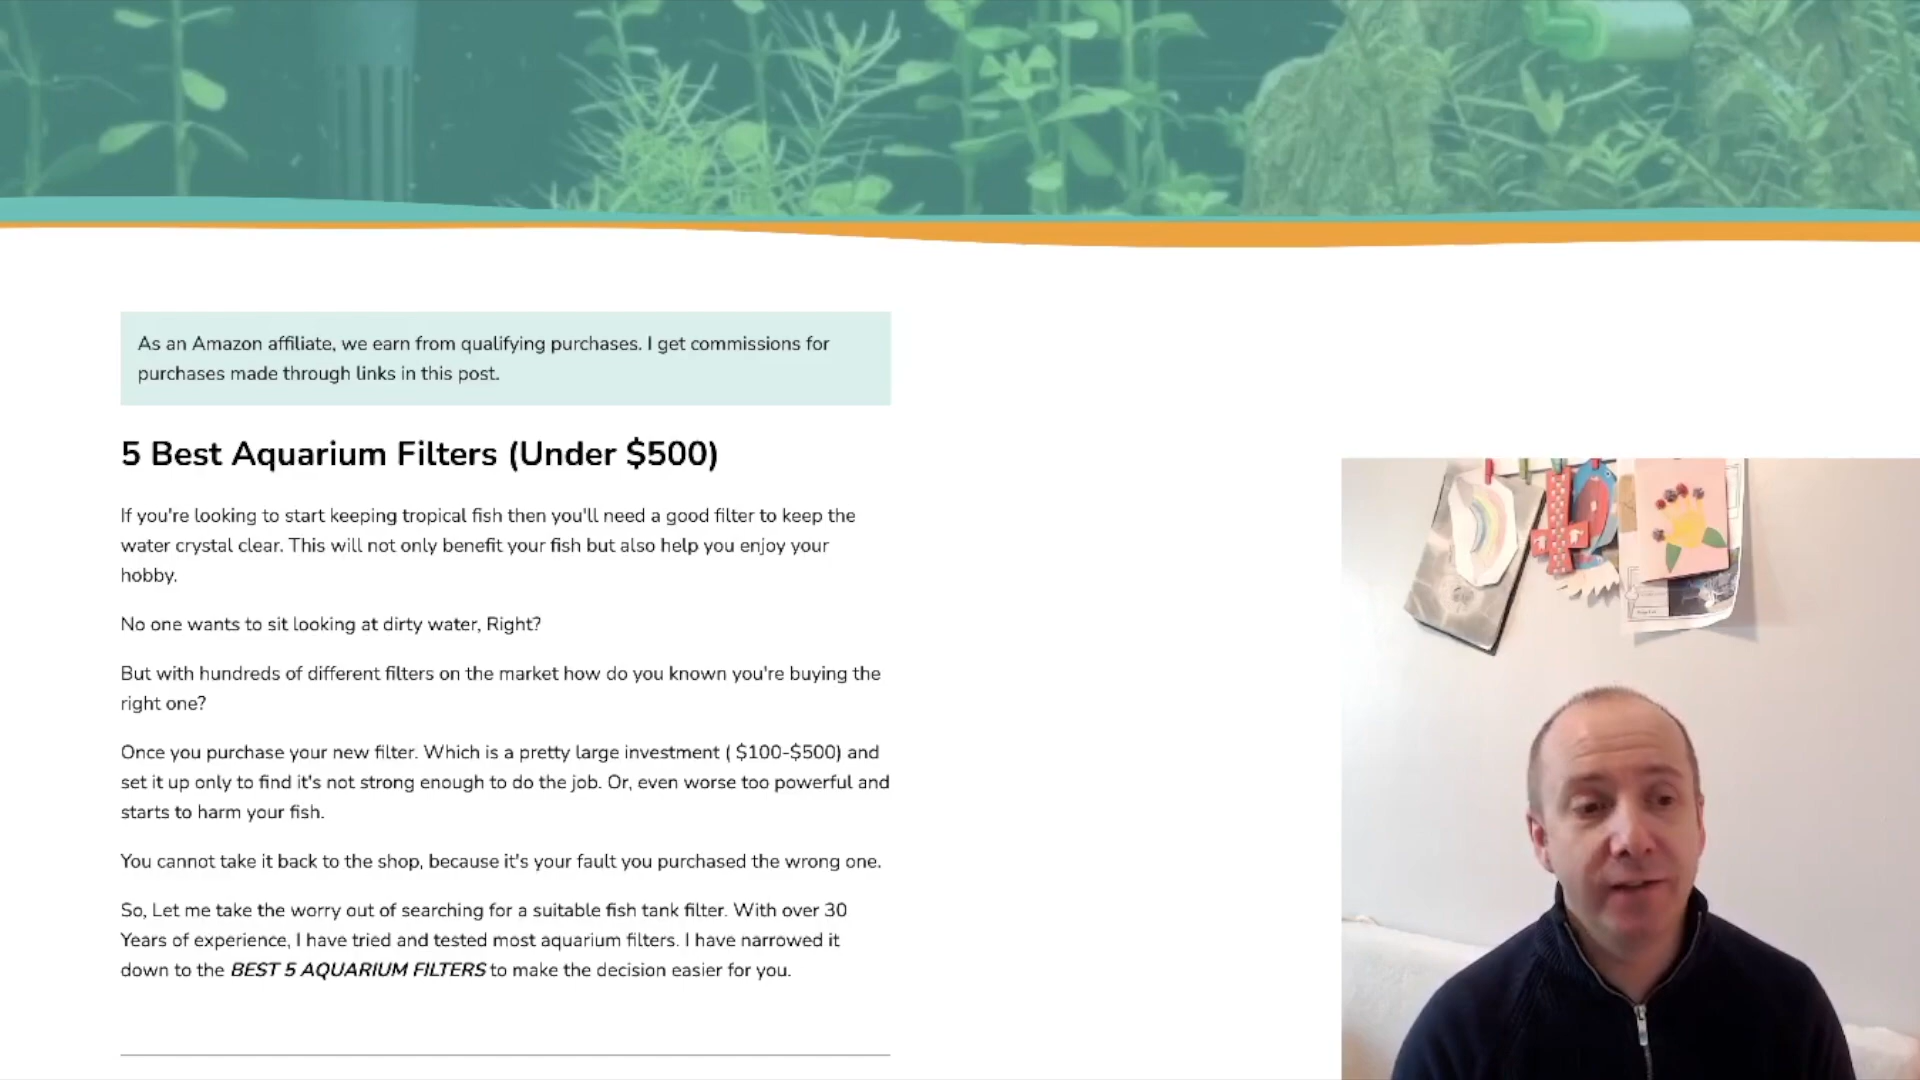 As an Amazon affiliate, we earn from qualifying purchases. I get commissions for
purchases made through links in this post.
5 Best Aquarium Filters (Under $500)
If you're looking to start keeping tropical fish then you'll need a good filter to keep the
water crystal clear. This will not only benefit your fish but also help you enjoy your
hobby.
No one wants to sit looking at dirty water, Right?
But with hundreds of different filters on the market how do you known you're buying the
right one?
Once you purchase your new filter. Which is a pretty large investment ( $100-$500) and
set it up only to find it's not strong enough to do the job. Or, even worse too powerful and
starts to harm your fish.
You cannot take it back to the shop, because it's your fault you purchased the wrong one.
So, Let me take the worry out of searching for a suitable fish tank filter. With over 30
Years of experience, I have tried and tested most aquarium filters. I have narrowed it
down to the BEST 5 AQUARIUM FILTERS to make the decision easier for you.